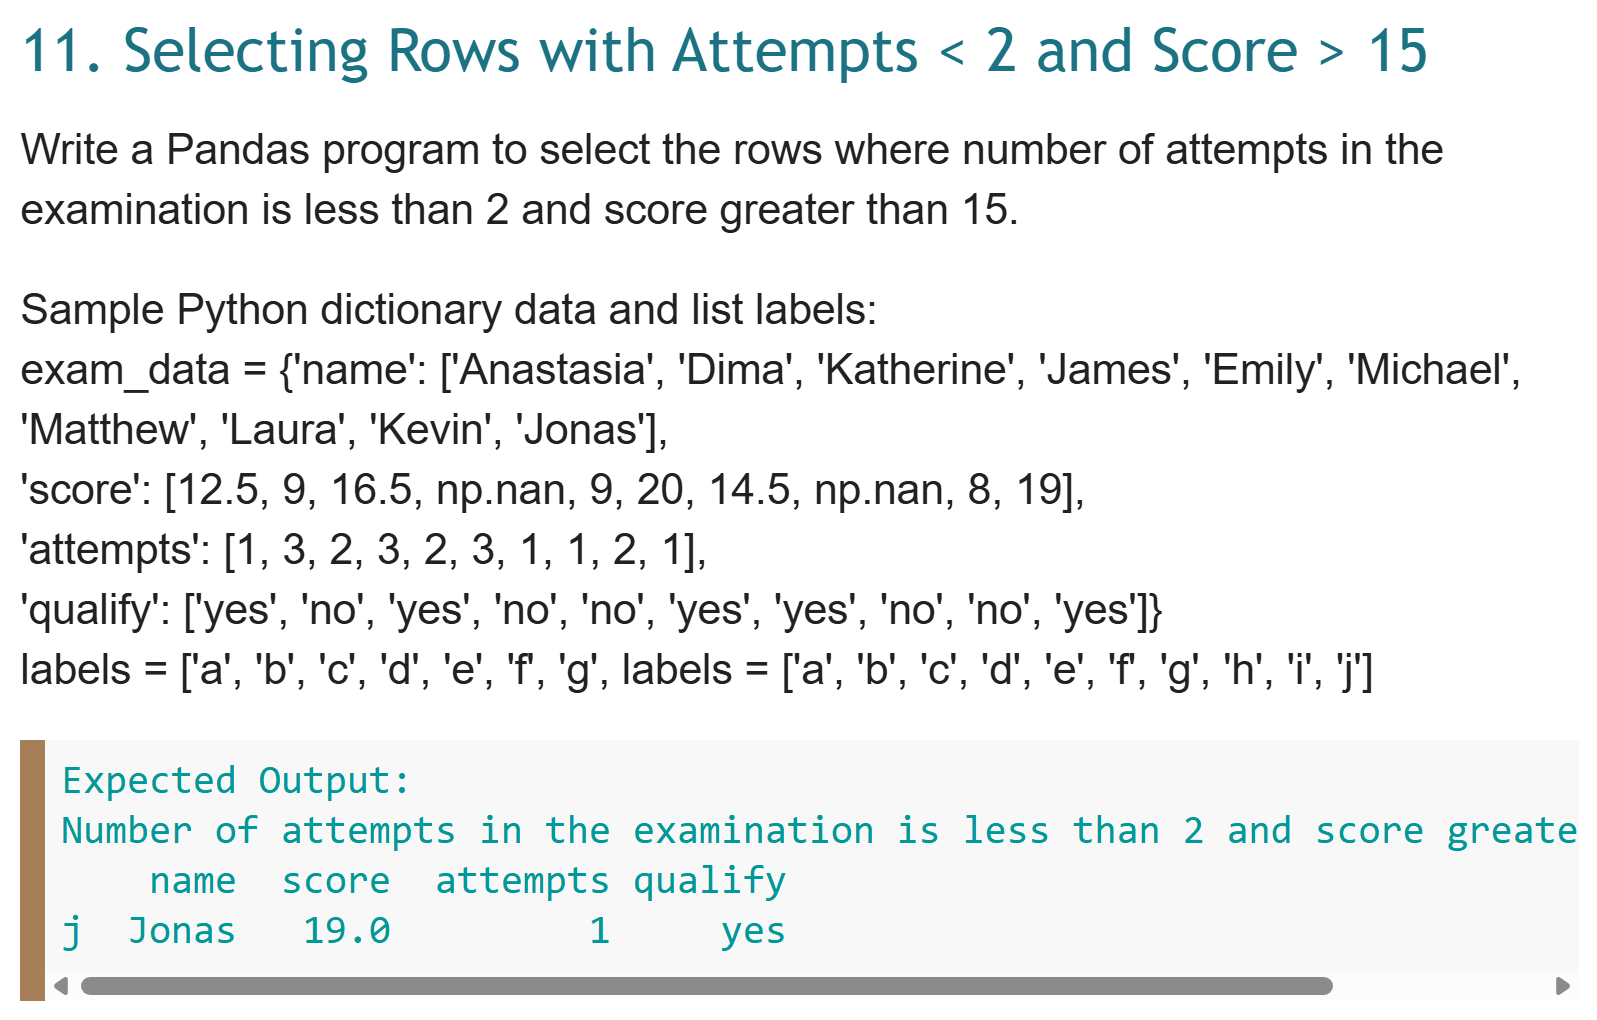 11. Selecting Rows with Attempts < 2 and Score > 15
Write a Pandas program to select the rows where number of attempts in the
examination is less than 2 and score greater than 15.
Sample Python dictionary data and list labels:
exam_data = {'name': ['Anastasia', 'Dima', 'Katherine', 'James', 'Emily', 'Michael',
'Matthew', 'Laura', 'Kevin', 'Jonas'],
'score': [12.5, 9, 16.5, np.nan, 9, 20, 14.5, np.nan, 8, 19],
'attempts': [1, 3, 2, 3, 2, 3, 1, 1, 2, 1],
'qualify': ['yes', 'no', 'yes', 'no', 'no', 'yes', 'yes', 'no', 'no', 'yes']}
labels = ['a', 'b', 'c', 'd', 'e', 'f', 'g', labels = ['a', 'b', 'c', 'd', 'e', 'f', 'g', 'h', 'i', 'j']
Expected Output:
Number of attempts in the examination is less than 2 and score greate
name  score  attempts qualify
j  Jonas   19.0         1     yes